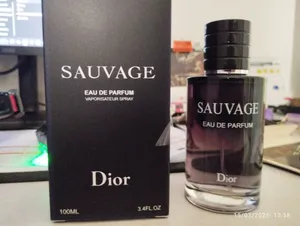 SAUVAGE
EAU DE PARFUM
VAPORISATEUR SPRAY
Dior
100ML 3.4FL.OZ
SAUVAGE
EAU DE PARFUM
Dior